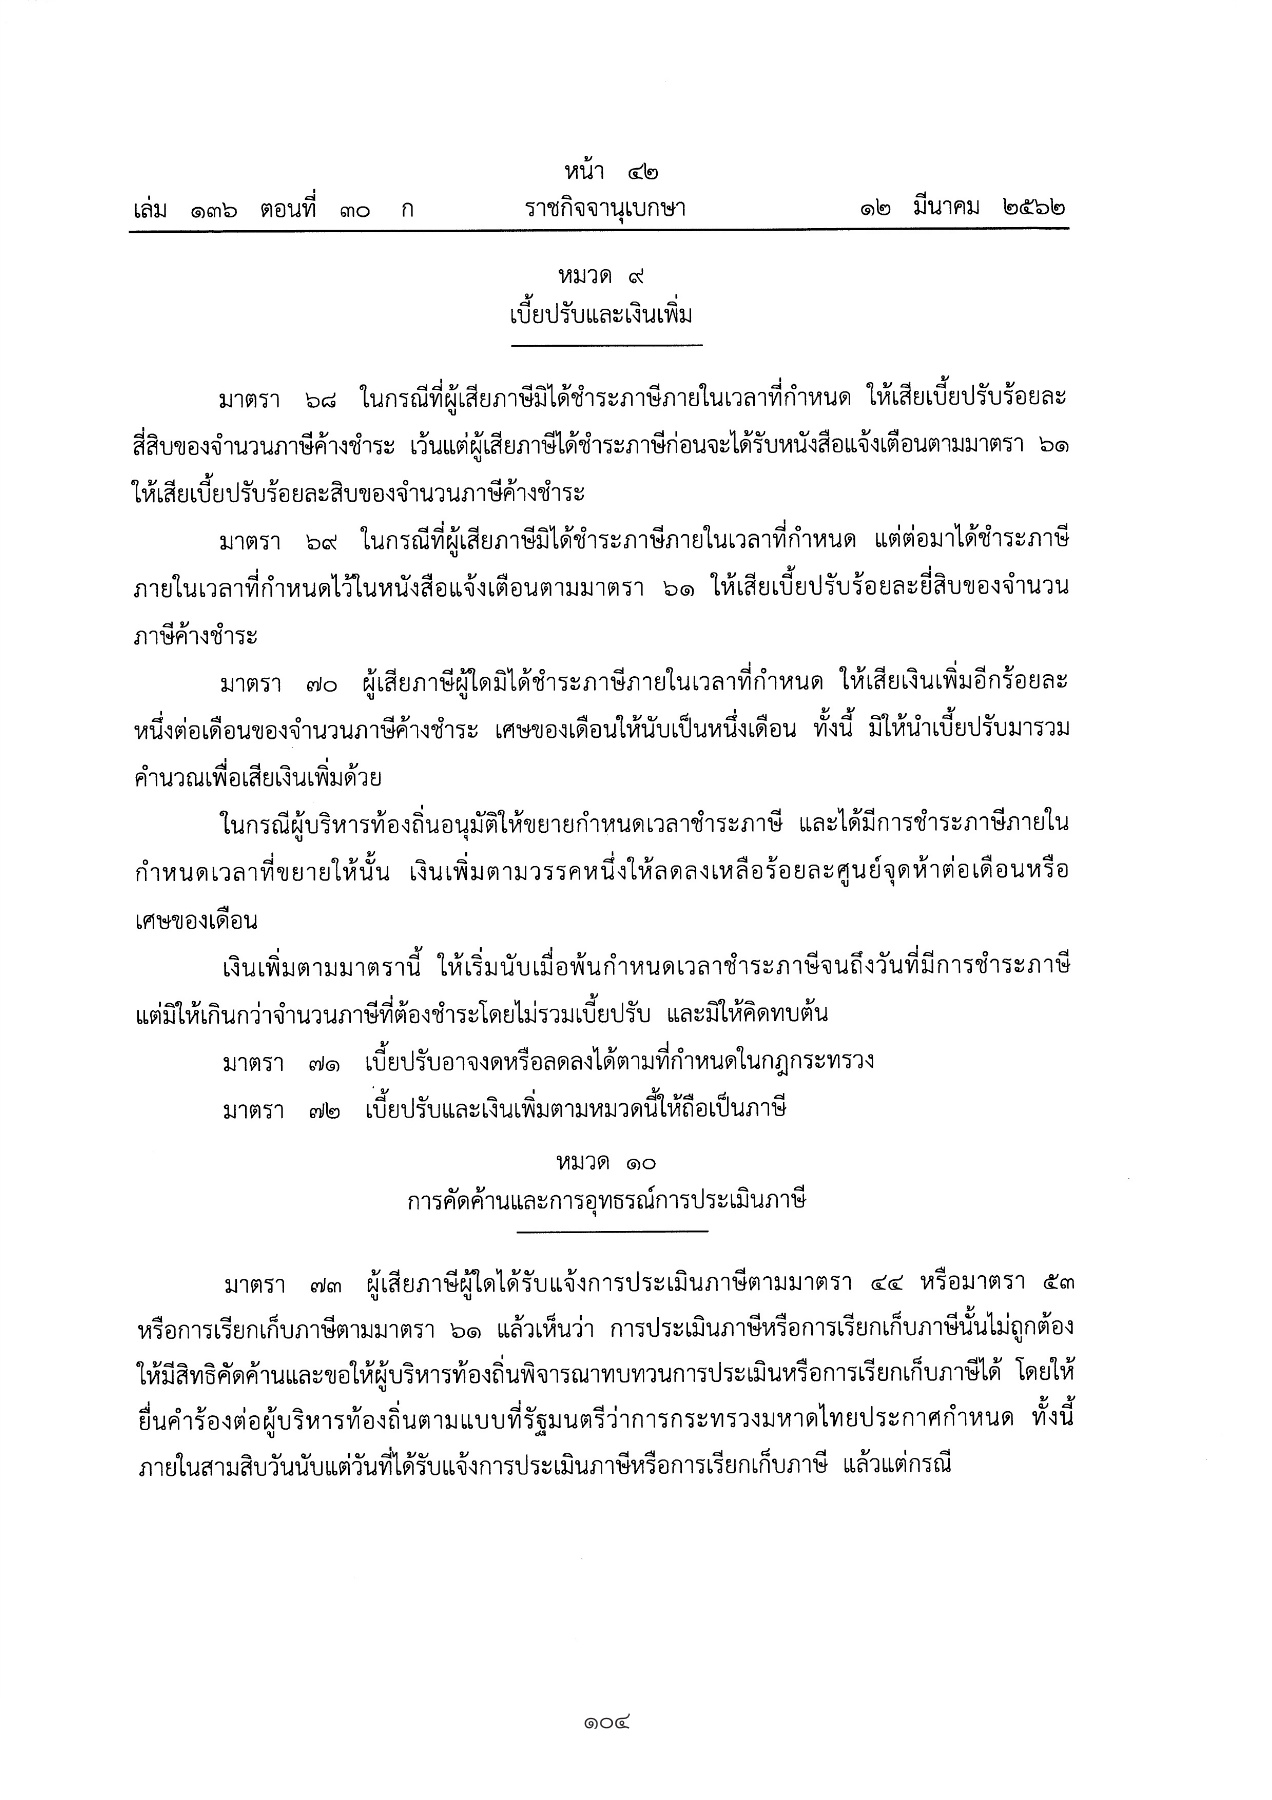 หน้า ๔๒
เล่ม ๑๓๖ ตอนที่ ๓๐ ก ราชกิจจานุเบกษา ๑๒ มีนาคม ๒๕๖๒
หมวด ๙
เบี้ยปรับและเงินเพิ่ม
มาตรา ๖๘ ในกรณีที่ผู้เสียภาษีมิได้ชำระภาษีภายในเวลาที่กำหนด ให้เสียเบี้ยปรับร้อยละ
สี่สิบของจำนวนภาษีค้างชำระ เว้นแต่ผู้เสียภาษีได้ชำระภาษีก่อนจะได้รับหนังสือแจ้งเตือนตามมาตรา ๖๑
ให้เสียเบี้ยปรับร้อยละสิบของจำนวนภาษีค้างชำระ
มาตรา ๖๙ ในกรณีที่ผู้เสียภาษีมิได้ชำระภาษีภายในเวลาที่กำหนด แต่ต่อมาได้ชำระภาษี
ภายในเวลาที่กำหนดไว้ในหนังสือแจ้งเตือนตามมาตรา ๖๑ ให้เสียเบี้ยปรับร้อยละยี่สิบของจำนวน
ภาษีค้างชำระ
มาตรา ๗๐ ผู้เสียภาษีผู้ใดมิได้ชำระภาษีภายในเวลาที่กำหนด ให้เสียเงินเพิ่มอีกร้อยละ
หนึ่งต่อเดือนของจำนวนภาษีค้างชำระ เศษของเดือนให้นับเป็นหนึ่งเดือน ทั้งนี้ มิให้นำเบี้ยปรับมารวม
คำนวณเพื่อเสียเงินเพิ่มด้วย
ในกรณีผู้บริหารท้องถิ่นอนุมัติให้ขยายกำหนดเวลาชำระภาษี และได้มีการชำระภาษีภายใน
กำหนดเวลาที่ขยายให้นั้น เงินเพิ่มตามวรรคหนึ่งให้ลดลงเหลือร้อยละศูนย์จุดห้าต่อเดือนหรือ
เศษของเดือน
เงินเพิ่มตามมาตรานี้ ให้เริ่มนับเมื่อพ้นกำหนดเวลาชำระภาษีจนถึงวันที่มีการชำระภาษี
แต่มิให้เกินกว่าจำนวนภาษีที่ต้องชำระโดยไม่รวมเบี้ยปรับ และมิให้คิดทบต้น
มาตรา ๗๑ เบี้ยปรับอาจงดหรือลดลงได้ตามที่กำหนดในกฎกระทรวง
มาตรา ๗๒ เบี้ยปรับและเงินเพิ่มตามหมวดนี้ให้ถือเป็นภาษี
หมวด ๑๐
การคัดค้านและการอุทธรณ์การประเมินภาษี
มาตรา ๗๓ ผู้เสียภาษีผู้ใดได้รับแจ้งการประเมินภาษีตามมาตรา ๔๔ หรือมาตรา ๕๓
หรือการเรียกเก็บภาษีตามมาตรา ๖๑ แล้วเห็นว่า การประเมินภาษีหรือการเรียกเก็บภาษีนั้นไม่ถูกต้อง
ให้มีสิทธิคัดค้านและขอให้ผู้บริหารท้องถิ่นพิจารณาทบทวนการประเมินหรือการเรียกเก็บภาษีได้ โดยให้
ยื่นคำร้องต่อผู้บริหารท้องถิ่นตามแบบที่รัฐมนตรีว่าการกระทรวงมหาดไทยประกาศกำหนด ทั้งนี้
ภายในสามสิบวันนับแต่วันที่ได้รับแจ้งการประเมินภาษีหรือการเรียกเก็บภาษี แล้วแต่กรณี
๑๐๔